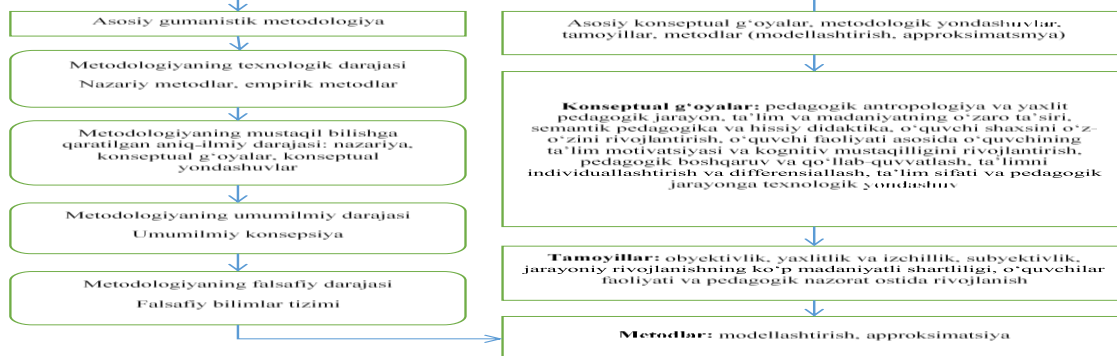 Asosiy gumanistik metodologiya
Metodologiyaning texnologik darajasi
Nazariy metodlar, empirik metodlar
Metodologiyaning mustaqil bilishga
qaratilgan aniq-ilmiy darajasi: nazariya,
konseptual g‘oyalar, konseptual
yondashuvlar
Metodologiyaning umumilmiy darajasi
Umumilmiy konsepsiya
Metodologiyaning falsafiy darajasi
Falsafiy bilimlar tizimi
Asosiy konseptual g‘oyalar, metodologik yondashuvlar,
tamoyillar, metodlar (modellashtirish, approksimatsmya)
Konseptual g‘oyalar: pedagogik antropologiya va yaxlit
pedagogik jarayon, ta’lim va madaniyatning o‘zaro ta’siri,
semantik pedagogika va hissiy didaktika, o‘quvchi shaxsini o‘z-
o‘zini rivojlantirish, o‘quvchi faoliyati asosida o‘quvchining
ta’lim motivatsiyasi va kognitiv mustaqilligini rivojlantirish,
pedagogik boshqaruv va qo‘llab-quvvatlash, ta’limni
individuallashtirish va differensiallash, ta’lim sifati va pedagogik
jarayonga texnologik yondashuv
Tamoyillar: obyektivlik, yaxlitlik va izchillik, subyektivlik,
jarayoniy rivojlanishning ko‘p madaniyatli shartliligi, o‘quvchilar
faoliyati va pedagogik nazorat ostida rivojlanish
Metodlar: modellashtirish, approksimatsiya